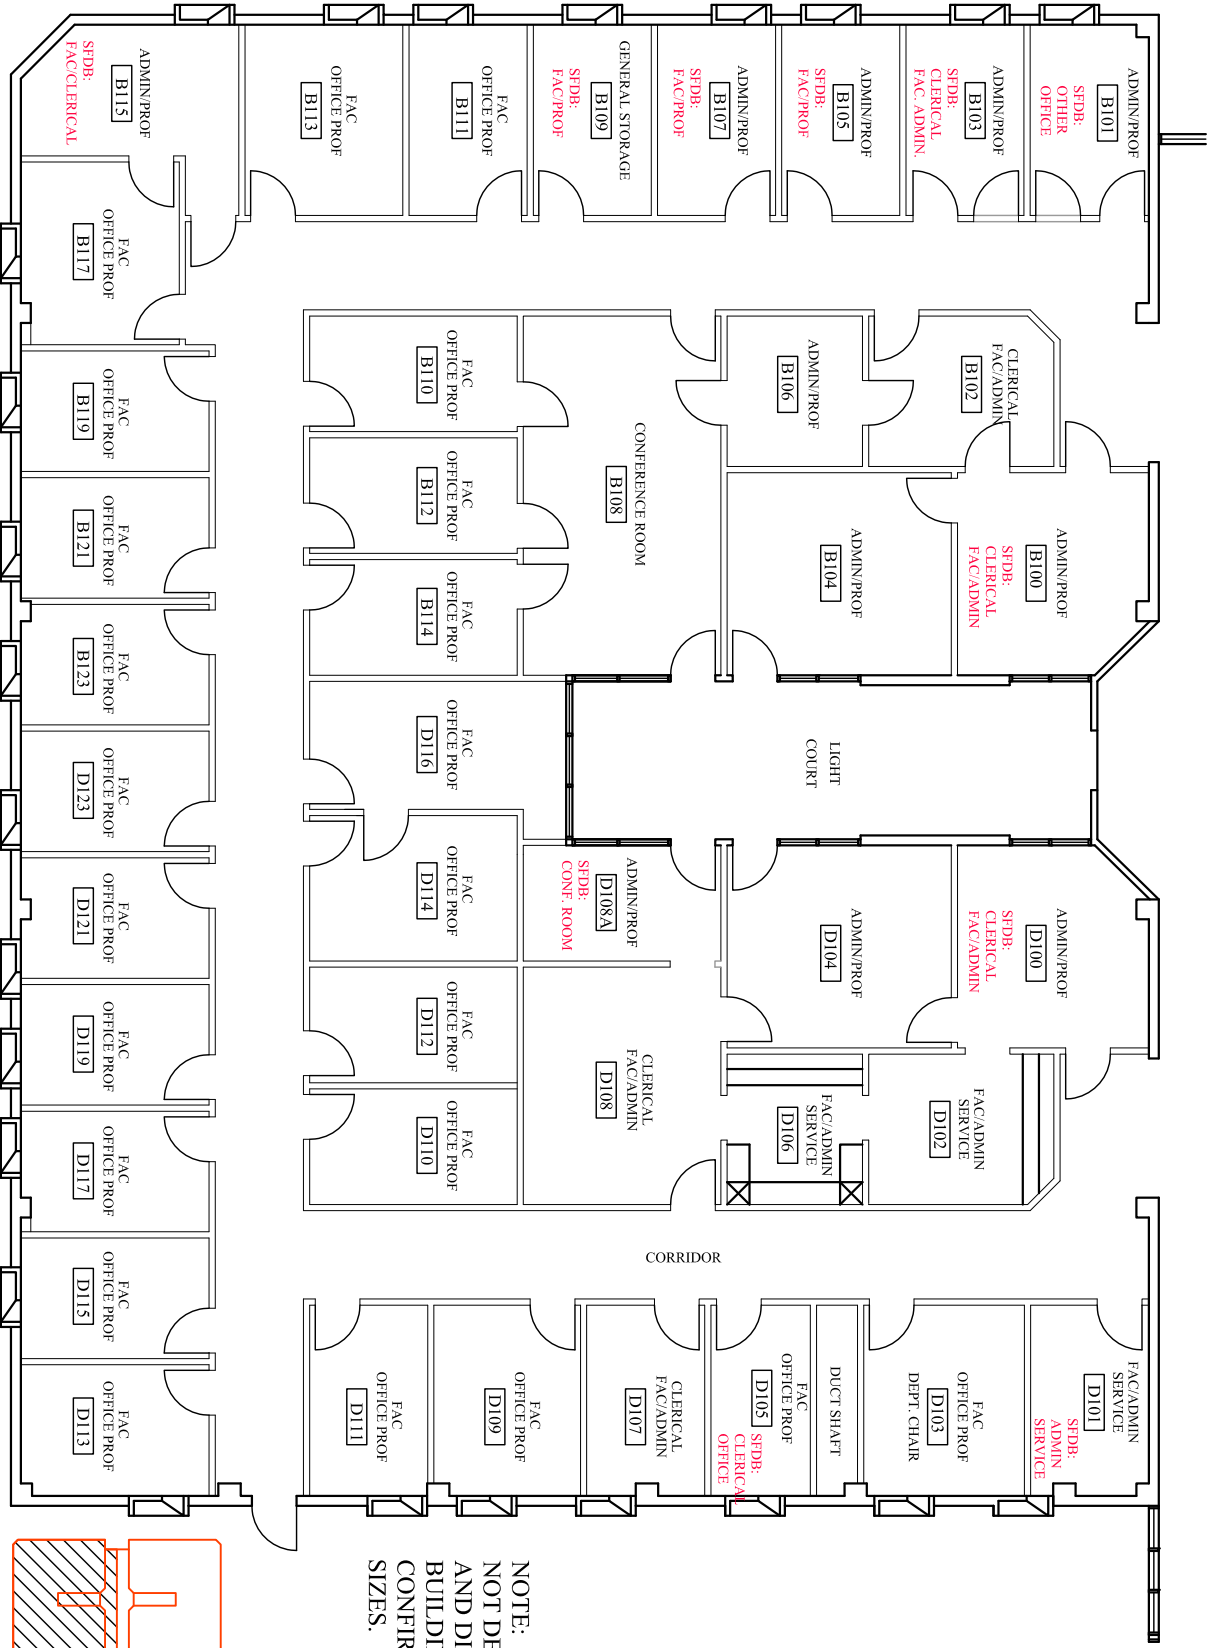 ADMIN/PROF
B115
SFDB:
FAC/CLERICAL
FAC
OFFICE PROF
B113
FAC
OFFICE PROF
B111
GENERAL STORAGE
B109
SFDB:
FAC/PROF
ADMIN/PROF
B107
SFDB:
FAC/PROF
ADMIN/PROF
B105
SFDB:
FAC/PROF
ADMIN/PROF
B103
SFDB:
CLERICAL
FAC. ADMIN.
ADMIN/PROF
B101
SFDB:
OTHER
OFFICE
FAC
OFFICE PROF
B117
FAC
OFFICE PROF
B119
FAC
OFFICE PROF
B121
FAC
OFFICE PROF
B123
FAC
OFFICE PROF
D123
FAC
OFFICE PROF
D121
FAC
OFFICE PROF
D119
FAC
OFFICE PROF
D117
FAC
OFFICE PROF
D115
FAC
OFFICE PROF
D113
FAC
OFFICE PROF
B110
FAC
OFFICE PROF
B112
FAC
OFFICE PROF
B114
FAC
OFFICE PROF
D116
FAC
OFFICE PROF
D114
FAC
OFFICE PROF
D112
FAC
OFFICE PROF
D110
CONFERENCE ROOM
B108
ADMIN/PROF
B106
CLERICAL
FAC/ADMIN
B102
ADMIN/PROF
B104
ADMIN/PROF
B100
SFDB:
CLERICAL
FAC/ADMIN
LIGHT
COURT
ADMIN/PROF
D108A
SFDB:
CONF. ROOM
ADMIN/PROF
D104
ADMIN/PROF
D100
SFDB:
CLERICAL
FAC/ADMIN
CLERICAL
FAC/ADMIN
D108
FAC/ADMIN
SERVICE
D106
FAC/ADMIN
SERVICE
D102
CORRIDOR
FAC
OFFICE PROF
D111
FAC
OFFICE PROF
D109
CLERICAL
FAC/ADMIN
D107
FAC
OFFICE PROF
D105
SFDB:
CLERICAL
OFFICE
DUCT SHAFT
FAC
OFFICE PROF
D103
DEPT. CHAIR
FAC/ADMIN
SERVICE
D101
SFDB:
ADMIN
SERVICE
NOTE:
NOT DE
AND DI
BUILDI
CONFIR
SIZES.